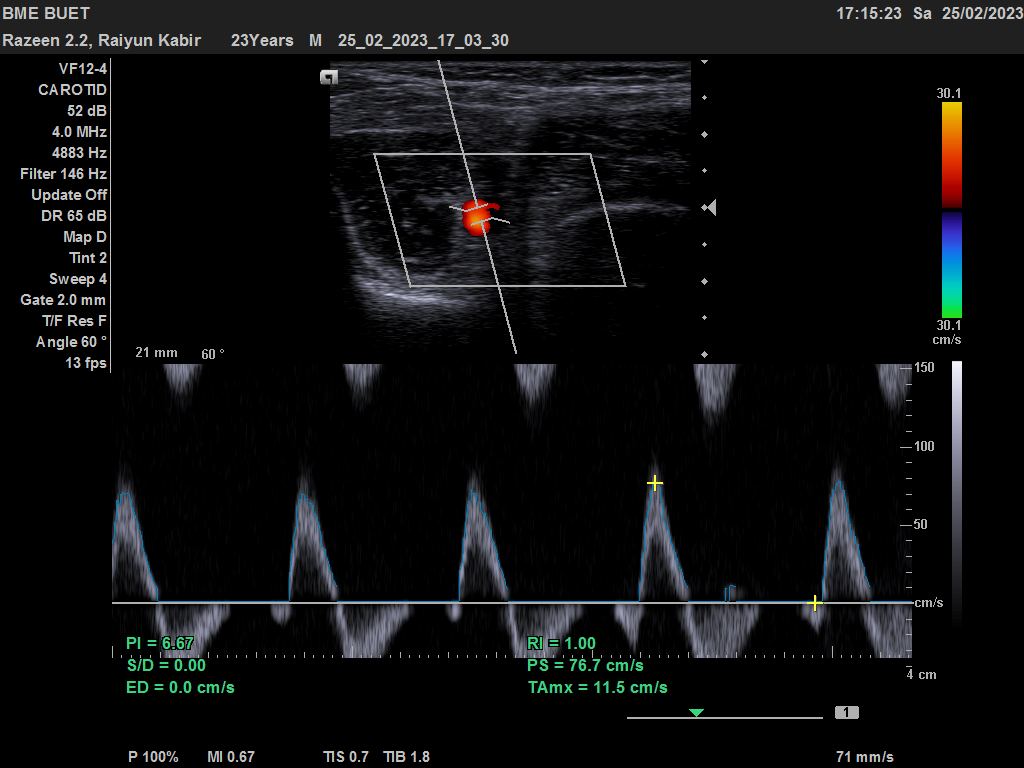 BME BUET 17:15:23 Sa 25/02/2023
Razeen 2.2, Raiyun Kabir 23Years M 25_02_2023_17_03_30
VF12-4
CAROTID
52 dB
4.0 MHz
4883 Hz
Filter 146 Hz
Update Off
DR 65 dB
Map D
Tint 2
Sweep 4
Gate 2.0 mm
T/F Res F
Angle 60 °
13 fps
30.1
30.1
cm/s
21 mm 60 °
150
100
50
cm/s
4 cm
PI = 6.67 RI = 1.00
S/D = 0.00 PS = 76.7 cm/s
ED = 0.0 cm/s TAmx = 11.5 cm/s
1
P 100% MI 0.67 TIS 0.7 TIB 1.8 71 mm/s